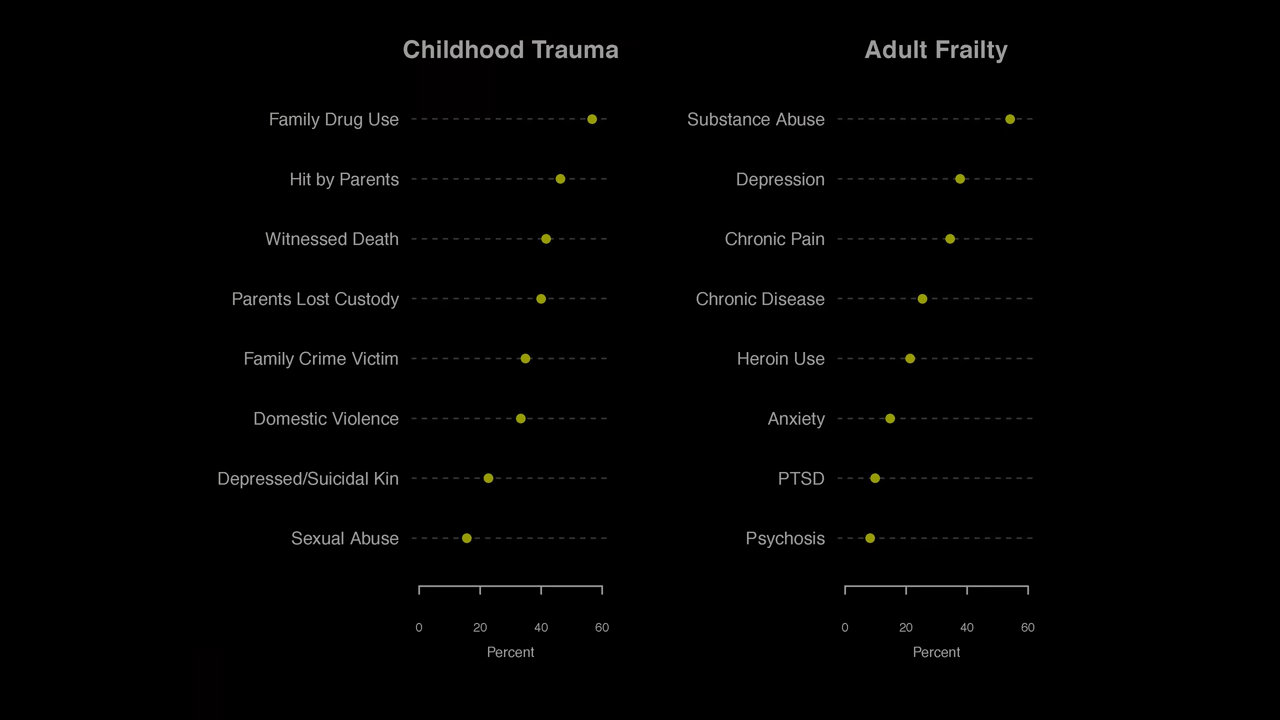 Childhood Trauma
Family Drug Use
Hit by Parents
Witnessed Death
Parents Lost Custody
Family Crime Victim
Domestic Violence
Depressed/Suicidal Kin
Sexual Abuse
0 20 40 60
Percent
Adult Frailty
Substance Abuse
Depression
Chronic Pain
Chronic Disease
Heroin Use
Anxiety
PTSD
Psychosis
0 20 40 60
Percent